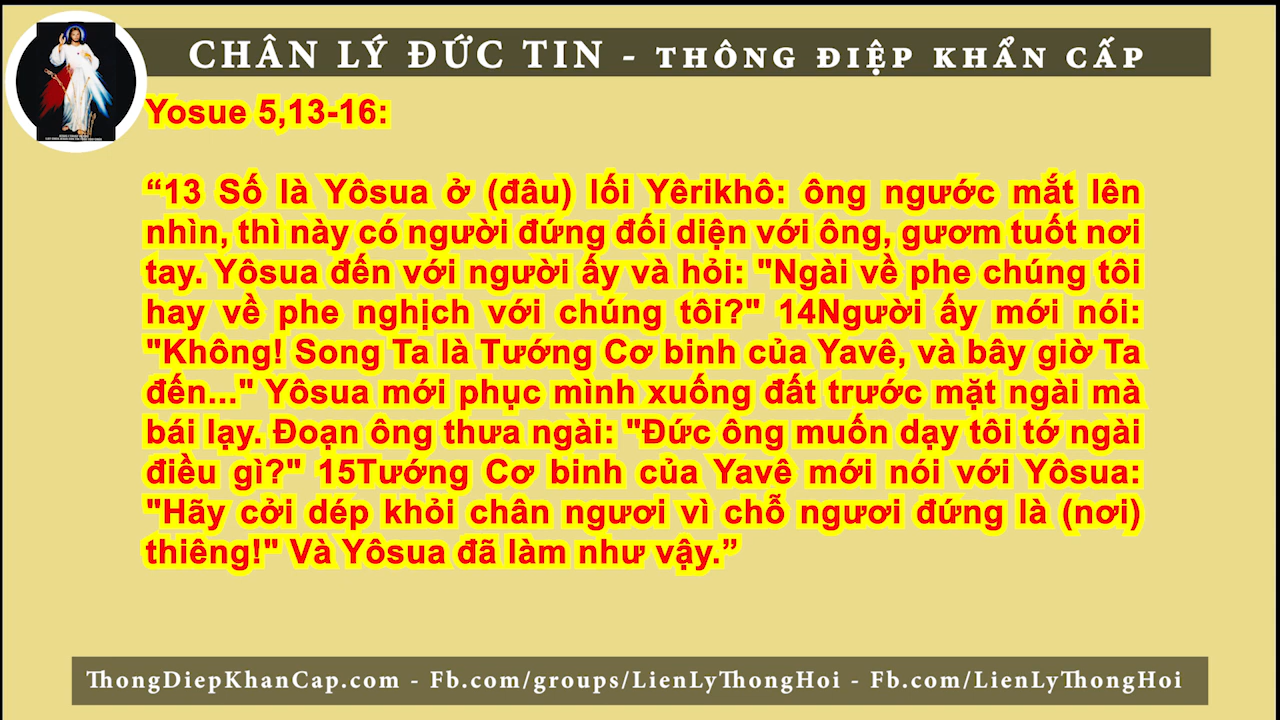 CHÂN LÝ ĐỨC TIN - THÔNG ĐIỆP KHẨN CẤP
Yosue 5,13-16:
“13 Số là Yôsua ở (đâu) lối Yêrikhô: ông ngước mắt lên
nhìn, thì này có người đứng đối diện với ông, gươm tuốt nơi
tay. Yôsua đến với người ấy và hỏi: "Ngài về phe chúng tôi
hay về phe nghịch với chúng tôi?" 14Người ấy mới nói:
"Không! Song Ta là Tướng Cơ binh của Yavê, và bây giờ Ta
đến..." Yôsua mới phục mình xuống đất trước mặt ngài mà
bái lạy. Đoạn ông thưa ngài: "Đức ông muốn dạy tôi tớ ngài
điều gì?" 15Tướng Cơ binh của Yavê mới nói với Yôsua:
"Hãy cởi dép khỏi chân ngươi vì chỗ ngươi đứng là (nơi)
thiêng!" Và Yôsua đã làm như vậy.”
ThongDiepKhanCap.com - Fb.com/groups/LienLyThongHoi - Fb.com/LienLyThongHoi